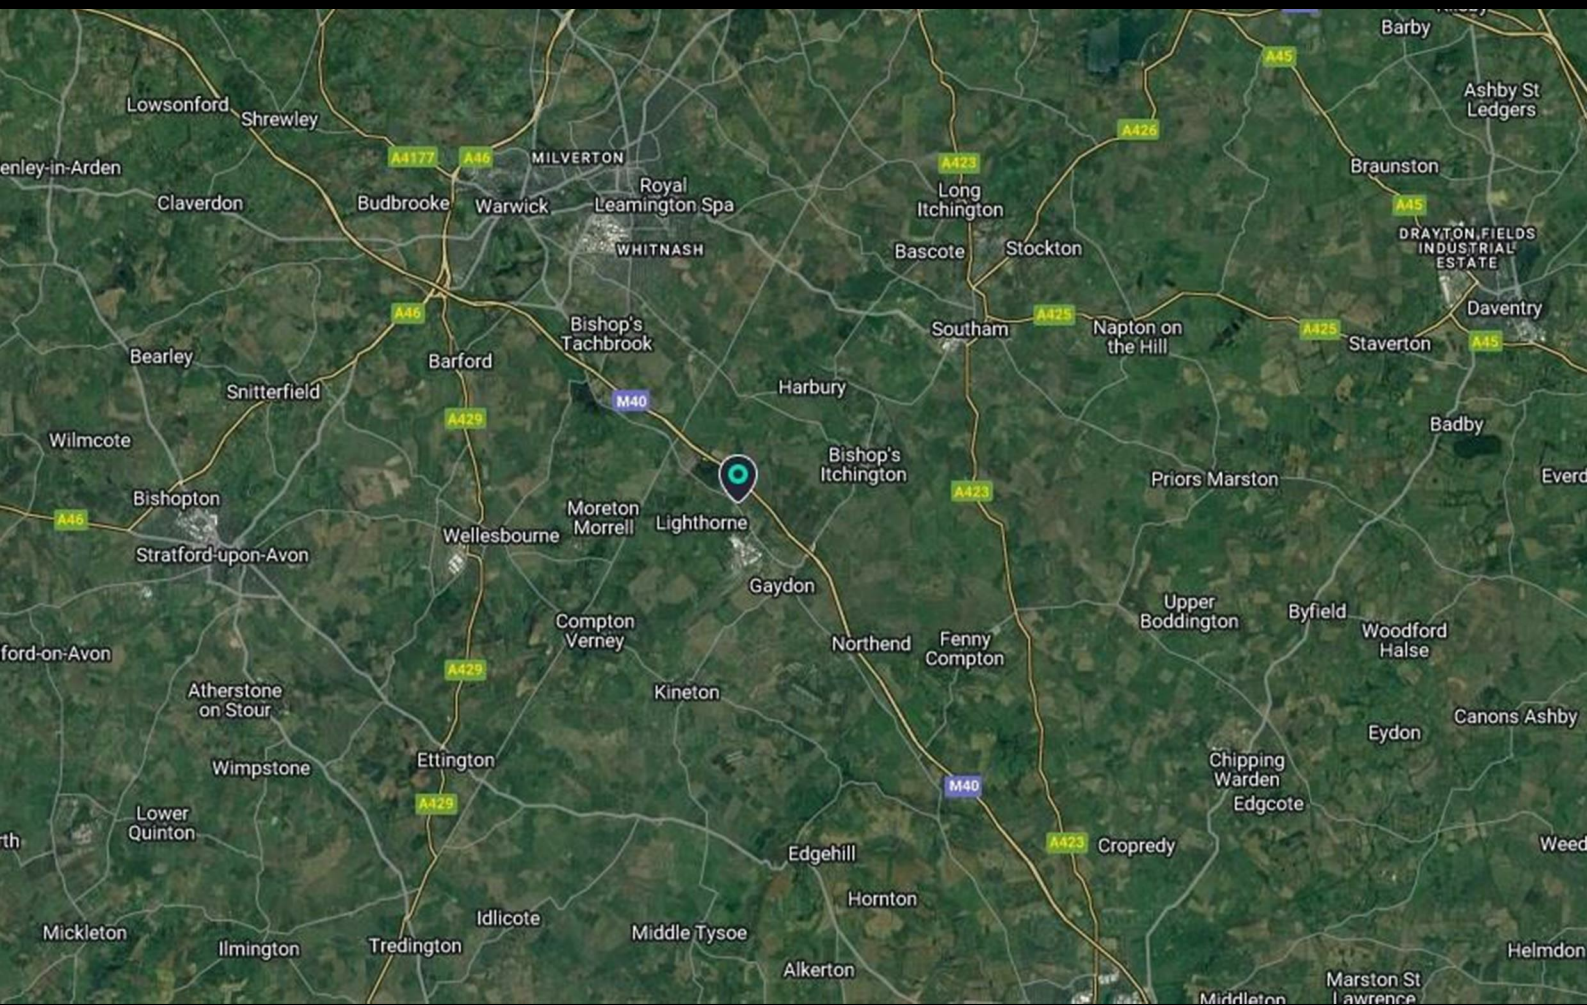 Barby
A45
Ashby St
Ledgers
Lowsonford
Shrewley
A426
A4177
A46
MILVERTON
A423
Braunston
enley-in-Arden
Claverdon
Budbrooke
Warwick
Royal
Leamington Spa
Long
Itchington
A45
WHITNASH
Bascote
Stockton
DRAYTON FIELDS
INDUSTRIAL
ESTATE
A46
Bishop's
Tachbrook
Southam
A425
Napton on
the Hill
A425
Daventry
Staverton
A45
Bearley
Barford
Snitterfield
Harbury
M40
A429
Badby
Wilmcote
Bishop's
Itchington
Priors Marston
Everd
Bishopton
A423
A46
Moreton
Morrell
Lighthorne
Wellesbourne
Stratford-upon-Avon
Gaydon
Compton
Verney
Upper
Boddington
Byfield
Woodford
Halse
Northend
Fenny
Compton
ford-on-Avon
A429
Atherstone
on Stour
Kineton
Canons Ashby
Eydon
Ettington
Wimpstone
Chipping
Warden
M40
Edgcote
A429
Lower
Quinton
rth
A423
Cropredy
Weed
Edgehill
Hornton
Idlicote
Mickleton
Ilmington
Tredington
Middle Tysoe
Helmdon
Alkerton
Marston St
Lawrence
Middleton